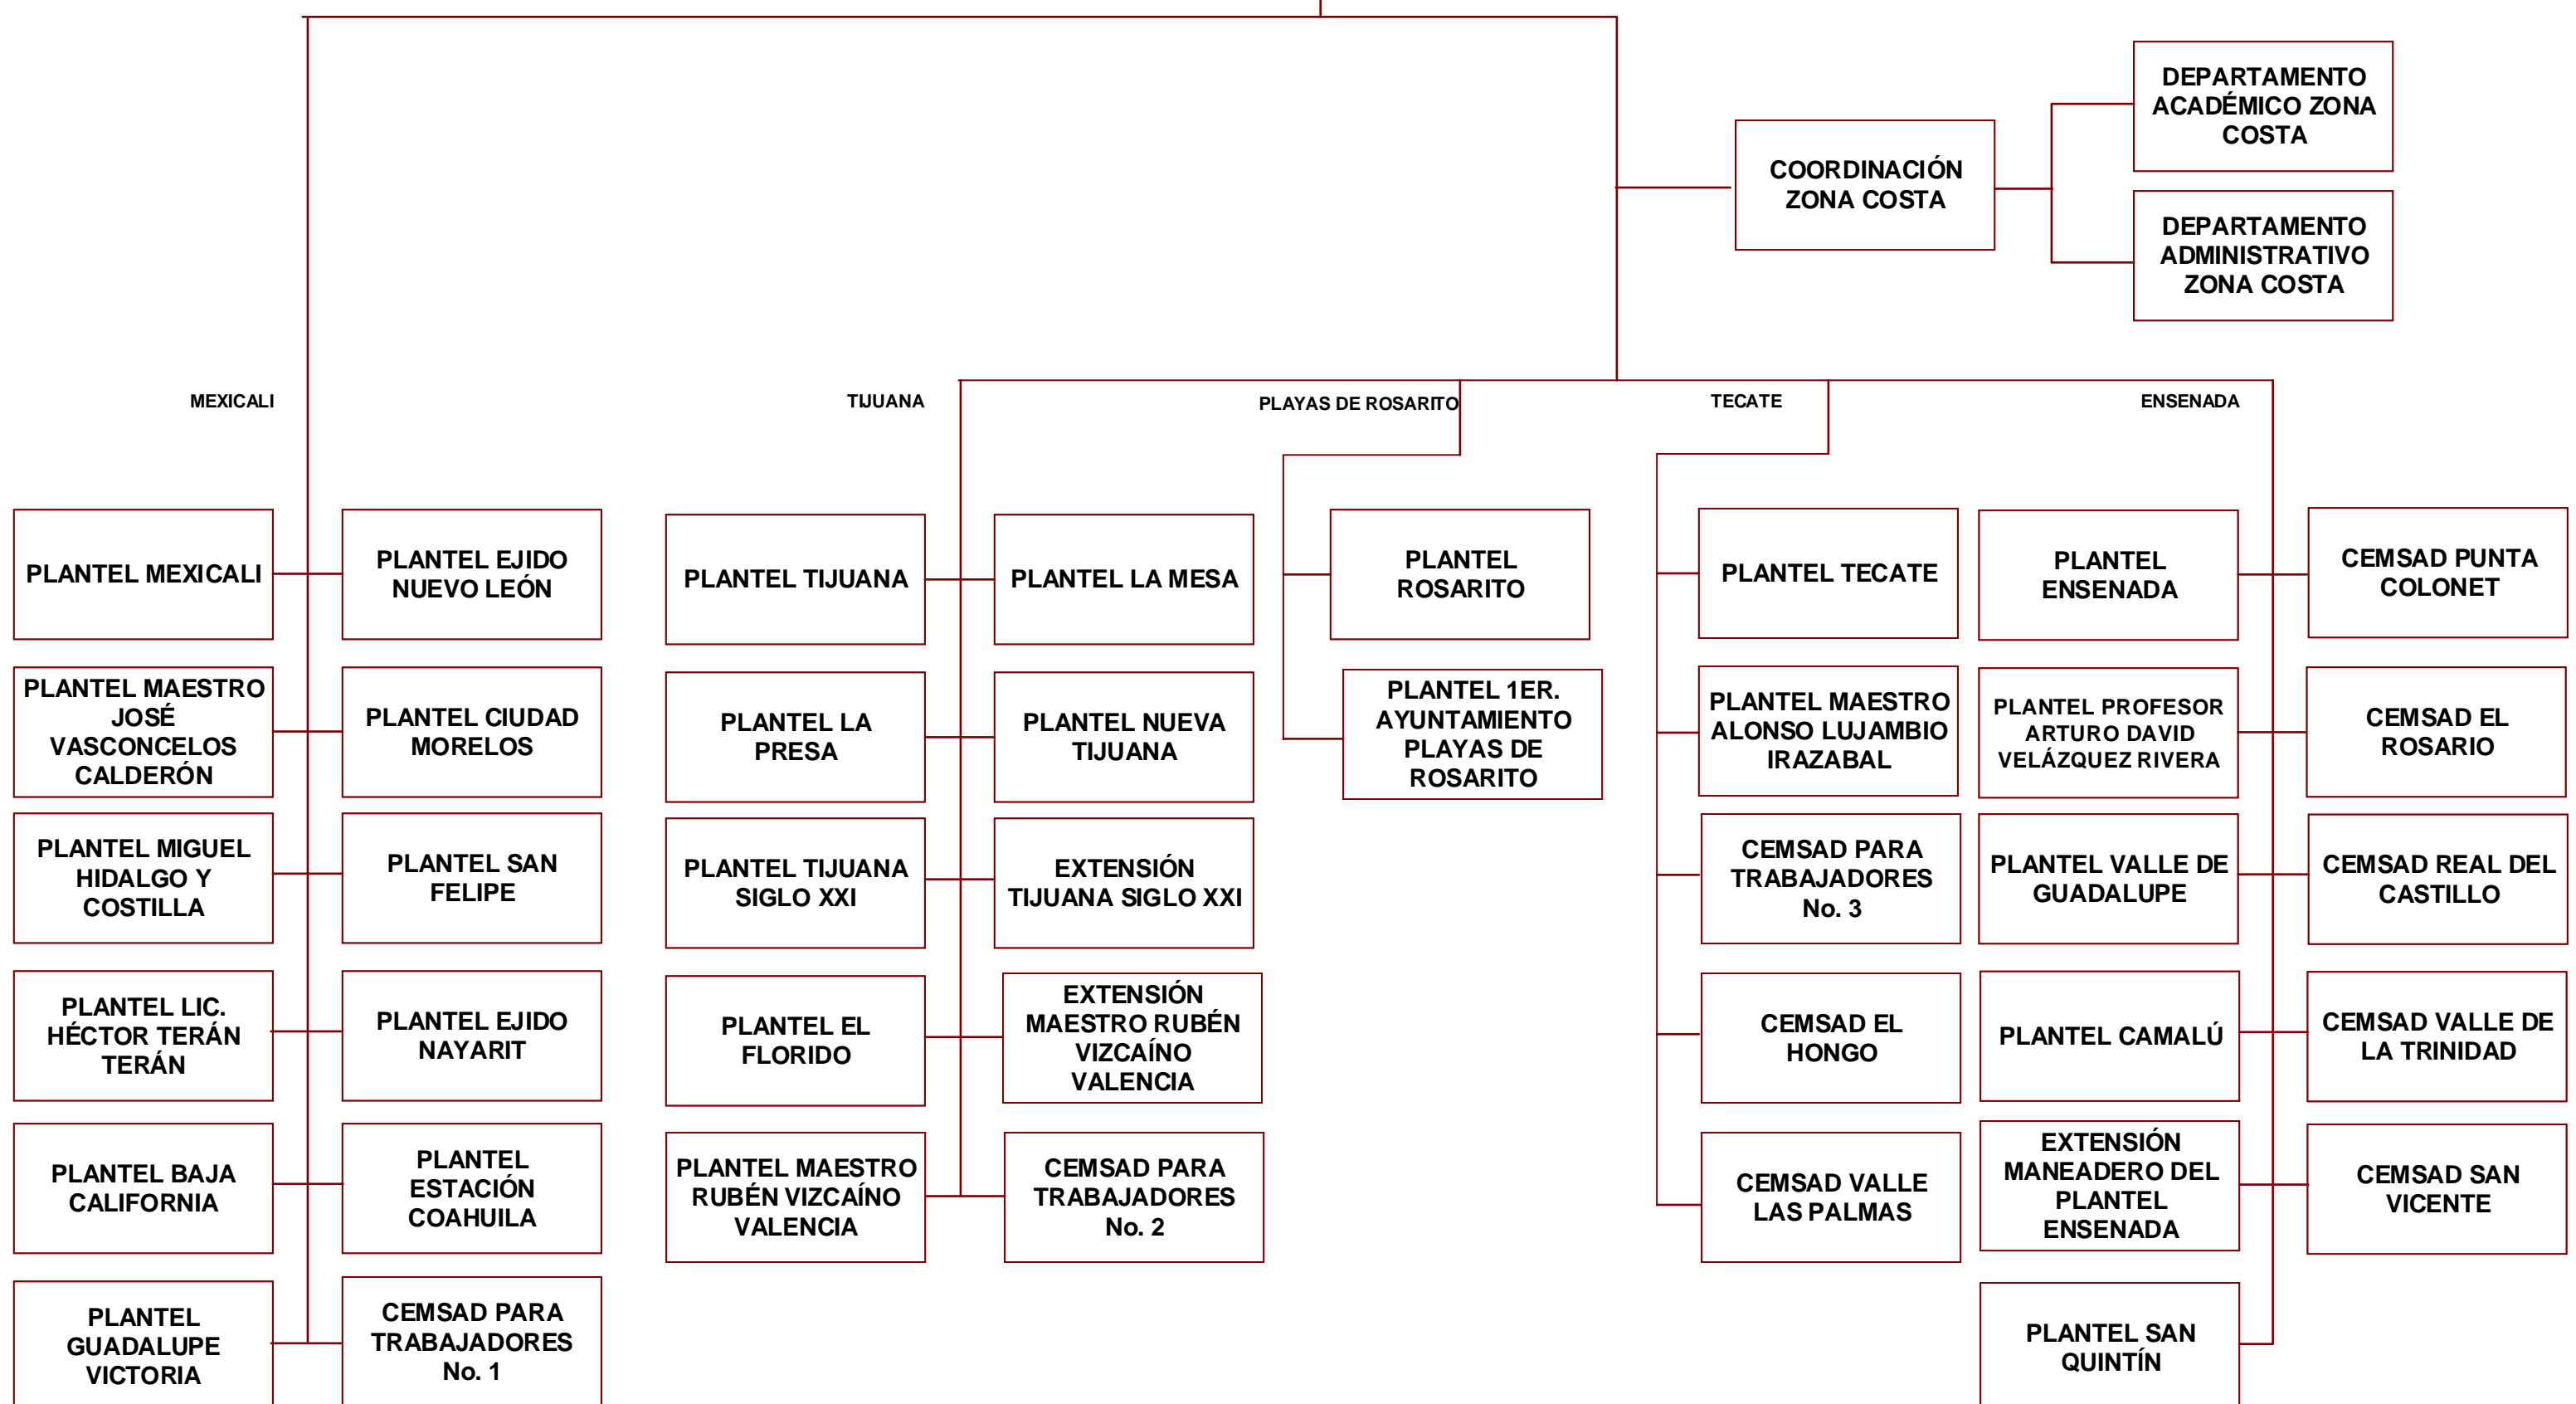 DEPARTAMENTO
ACADÉMICO ZONA
COSTA
COORDINACIÓN
ZONA COSTA
DEPARTAMENTO
ADMINISTRATIVO
ZONA COSTA
MEXICALI
TIJUANA
PLAYAS DE ROSARITO
TECATE
ENSENADA
PLANTEL MEXICALI
PLANTEL EJIDO
NUEVO LEÓN
PLANTEL TIJUANA
PLANTEL LA MESA
PLANTEL
ROSARITO
PLANTEL TECATE
PLANTEL
ENSENADA
CEMSAD PUNTA
COLONET
PLANTEL MAESTRO
JOSÉ
VASCONCELOS
CALDERÓN
PLANTEL CIUDAD
MORELOS
PLANTEL LA
PRESA
PLANTEL NUEVA
TIJUANA
PLANTEL 1ER.
AYUNTAMIENTO
PLAYAS DE
ROSARITO
PLANTEL MAESTRO
ALONSO LUJAMBIO
IRAZABAL
PLANTEL PROFESOR
ARTURO DAVID
VELÁZQUEZ RIVERA
CEMSAD EL
ROSARIO
PLANTEL MIGUEL
HIDALGO Y
COSTILLA
PLANTEL SAN
FELIPE
PLANTEL TIJUANA
SIGLO XXI
EXTENSIÓN
TIJUANA SIGLO XXI
CEMSAD PARA
TRABAJADORES
No. 3
PLANTEL VALLE DE
GUADALUPE
CEMSAD REAL DEL
CASTILLO
PLANTEL LIC.
HÉCTOR TERÁN
TERÁN
PLANTEL EJIDO
NAYARIT
PLANTEL EL
FLORIDO
EXTENSIÓN
MAESTRO RUBÉN
VIZCAÍNO
VALENCIA
CEMSAD EL
HONGO
PLANTEL CAMALÚ
CEMSAD VALLE DE
LA TRINIDAD
PLANTEL BAJA
CALIFORNIA
PLANTEL
ESTACIÓN
COAHUILA
PLANTEL MAESTRO
RUBÉN VIZCAÍNO
VALENCIA
CEMSAD PARA
TRABAJADORES
No. 2
CEMSAD VALLE
LAS PALMAS
EXTENSIÓN
MANEADERO DEL
PLANTEL
ENSENADA
CEMSAD SAN
VICENTE
PLANTEL
GUADALUPE
VICTORIA
CEMSAD PARA
TRABAJADORES
No. 1
PLANTEL SAN
QUINTÍN